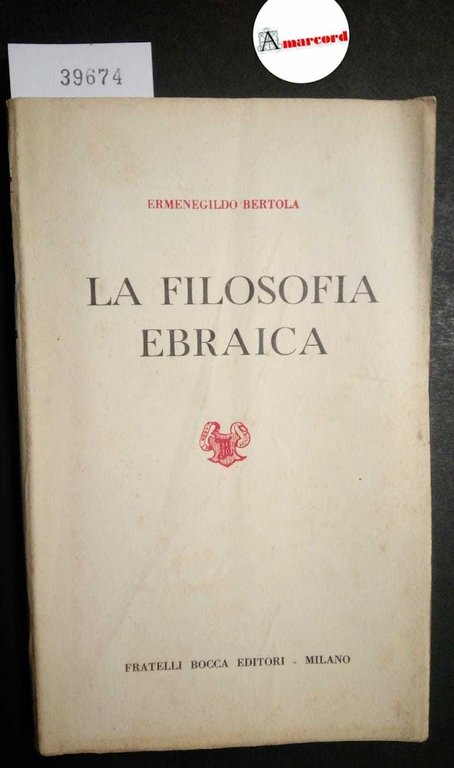 Amarcord
39674
ERMENEGILDO BERTOLA
LA FILOSOFIA
EBRAICA
FRATELLI BOCCA EDITORI - MILANO